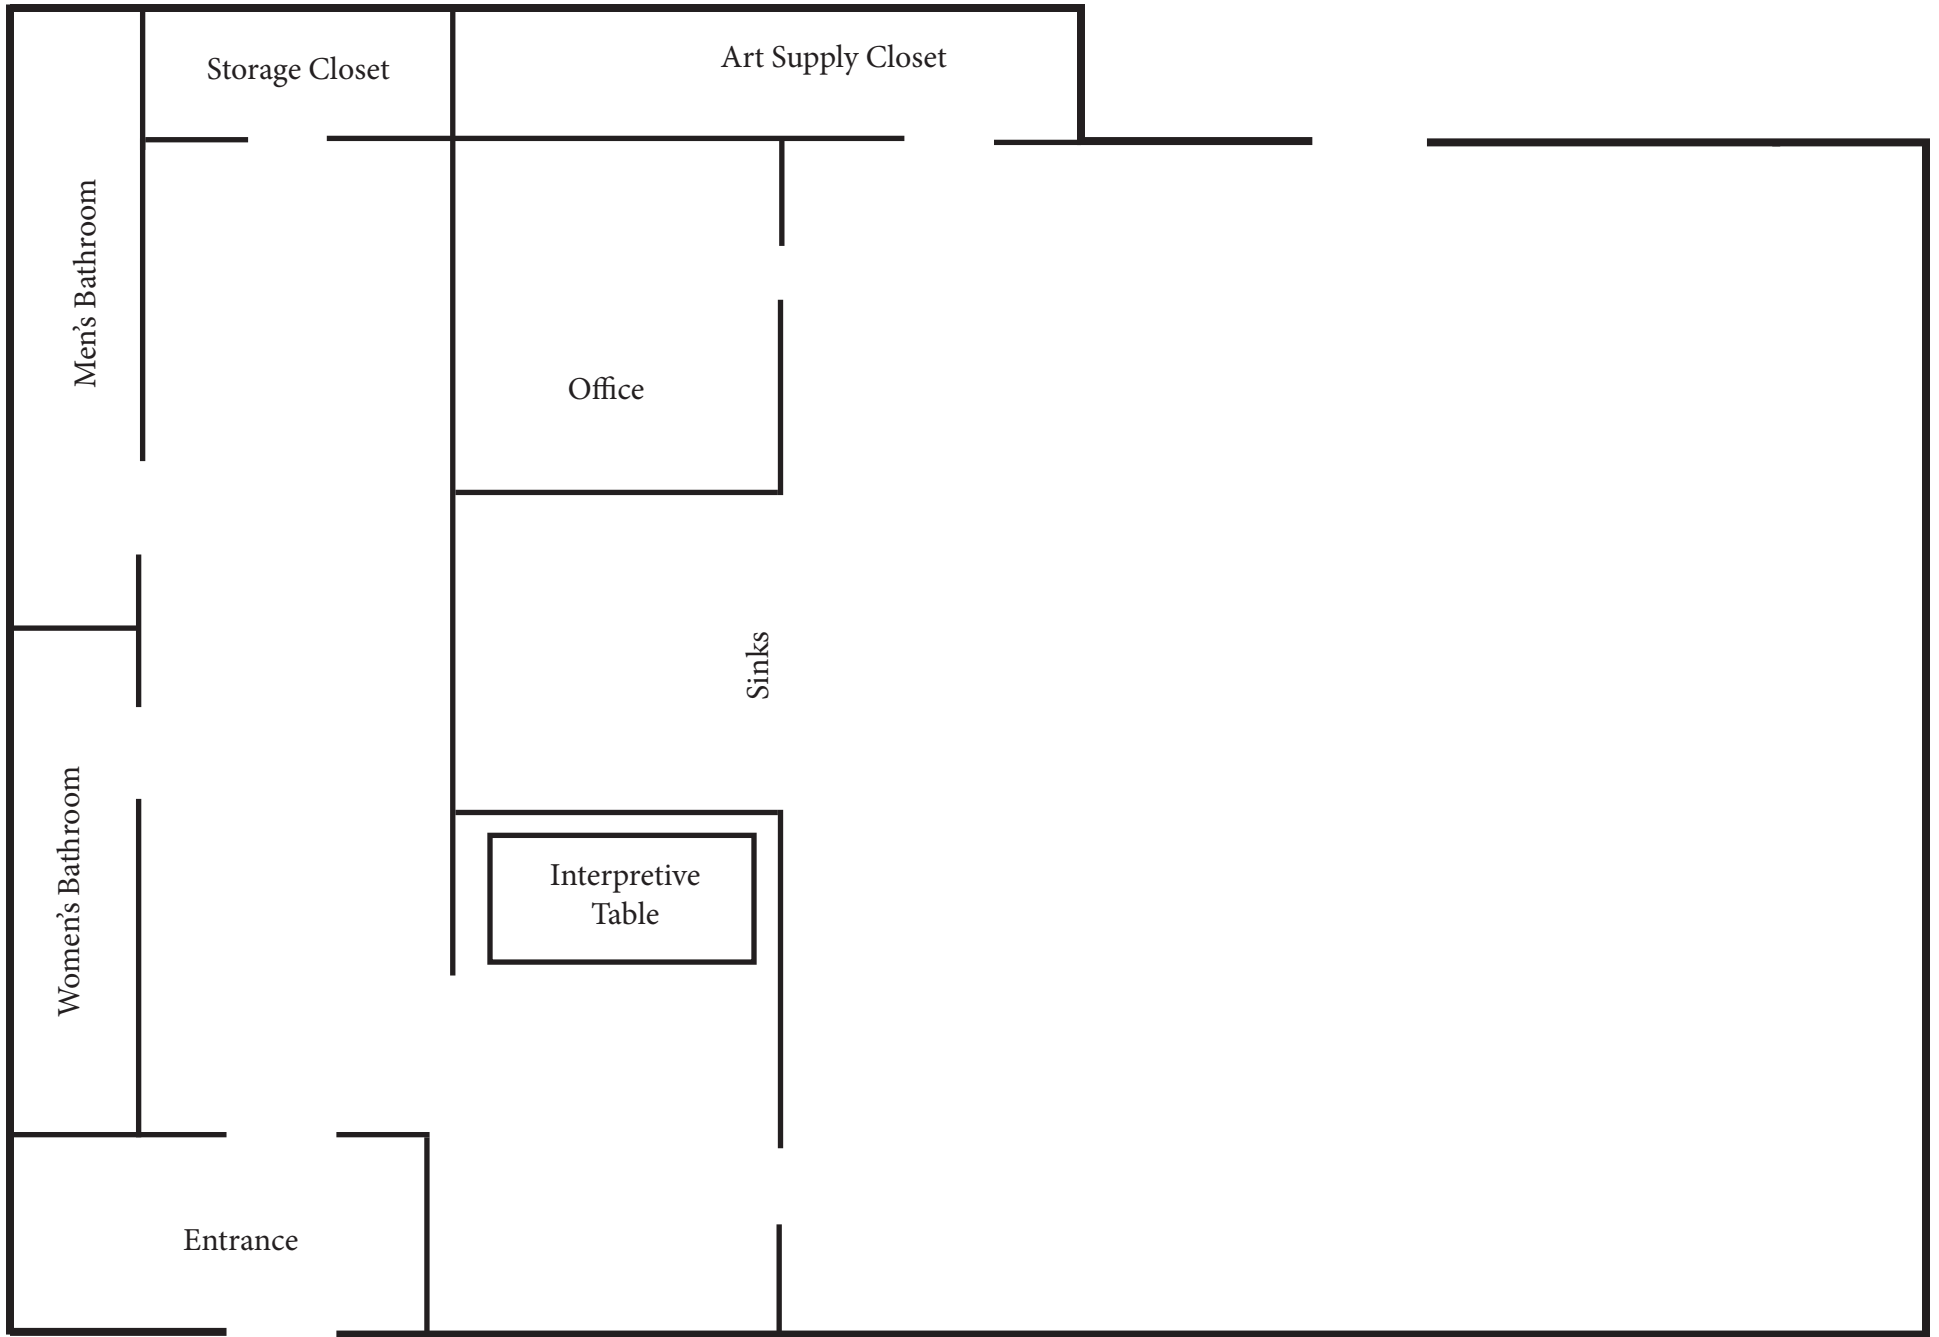 Storage Closet
Art Supply Closet
Men's Bathroom
Office
Sinks
Women's Bathroom
Interpretive
Table
Entrance